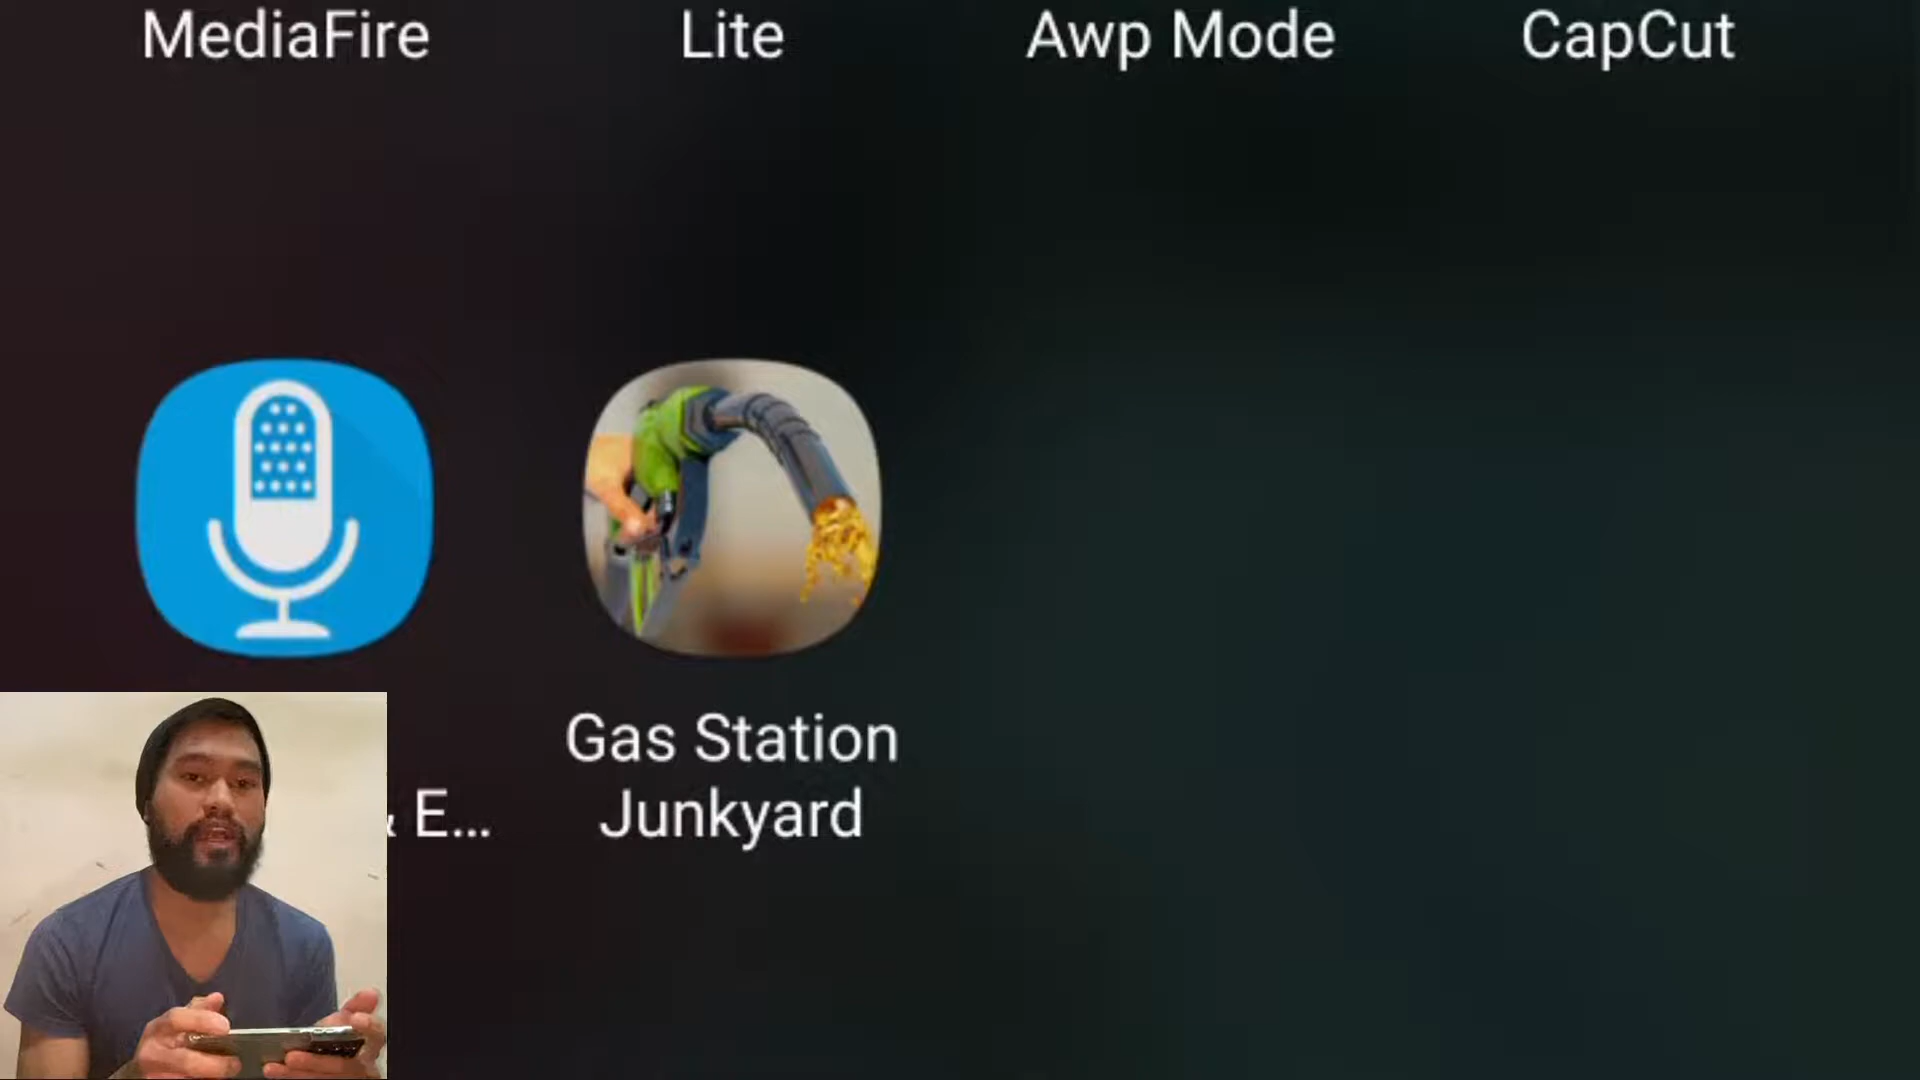 MediaFire
Lite
Awp Mode
CapCut
& E...
Gas Station
Junkyard